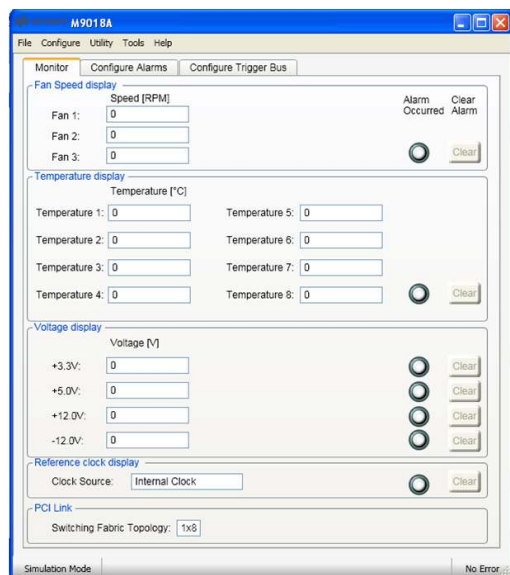 M9018A
File Configure Utility Tools Help
Monitor Configure Alarms Configure Trigger Bus
Fan Speed display
Speed [RPM] Alarm Occurred Clear Alarm
Fan 1: 0
Fan 2: 0
Fan 3: 0 Clear
Temperature display
Temperature [°C]
Temperature 1: 0 Temperature 5: 0
Temperature 2: 0 Temperature 6: 0
Temperature 3: 0 Temperature 7: 0
Temperature 4: 0 Temperature 8: 0 Clear
Voltage display
Voltage [V]
+3.3V: 0 Clear
+5.0V: 0 Clear
+12.0V: 0 Clear
-12.0V: 0 Clear
Reference clock display
Clock Source: Internal Clock Clear
PCI Link
Switching Fabric Topology: 1x8
Simulation Mode No Error